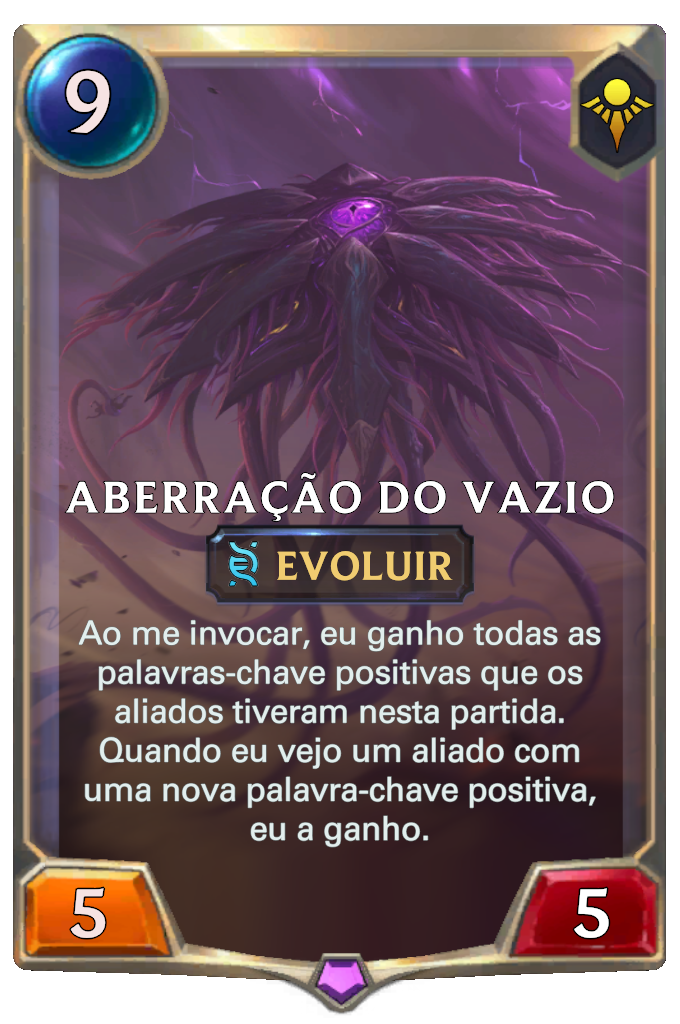 9
ABERRAÇÃO DO VAZIO
EVOLUIR
Ao me invocar, eu ganho todas as
palavras-chave positivas que os
aliados tiveram nesta partida.
Quando eu vejo um aliado com
uma nova palavra-chave positiva,
eu a ganho.
5
5